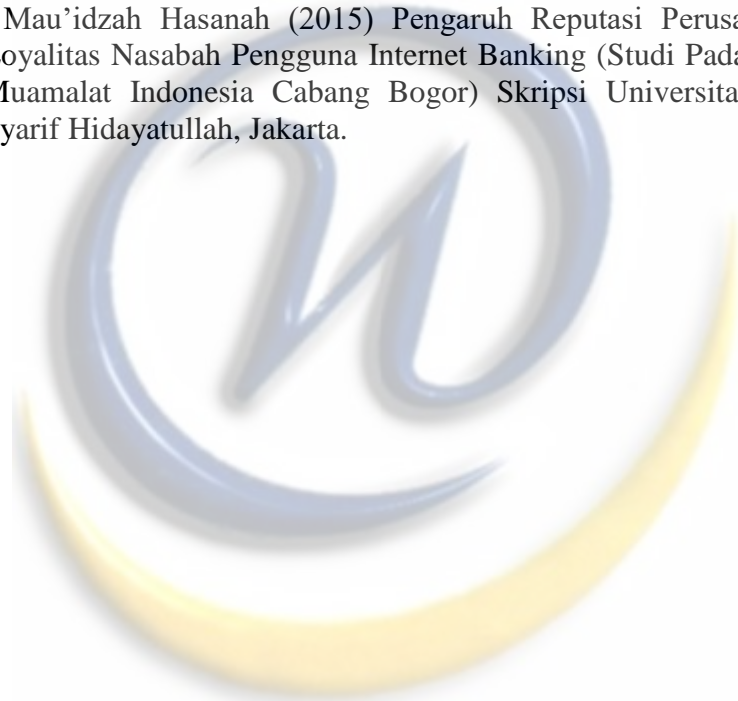 Mau’idzah Hasanah (2015) Pengaruh Reputasi Perusa
oyalitas Nasabah Pengguna Internet Banking (Studi Pada
Muamalat Indonesia Cabang Bogor) Skripsi Universita
yarif Hidayatullah, Jakarta.